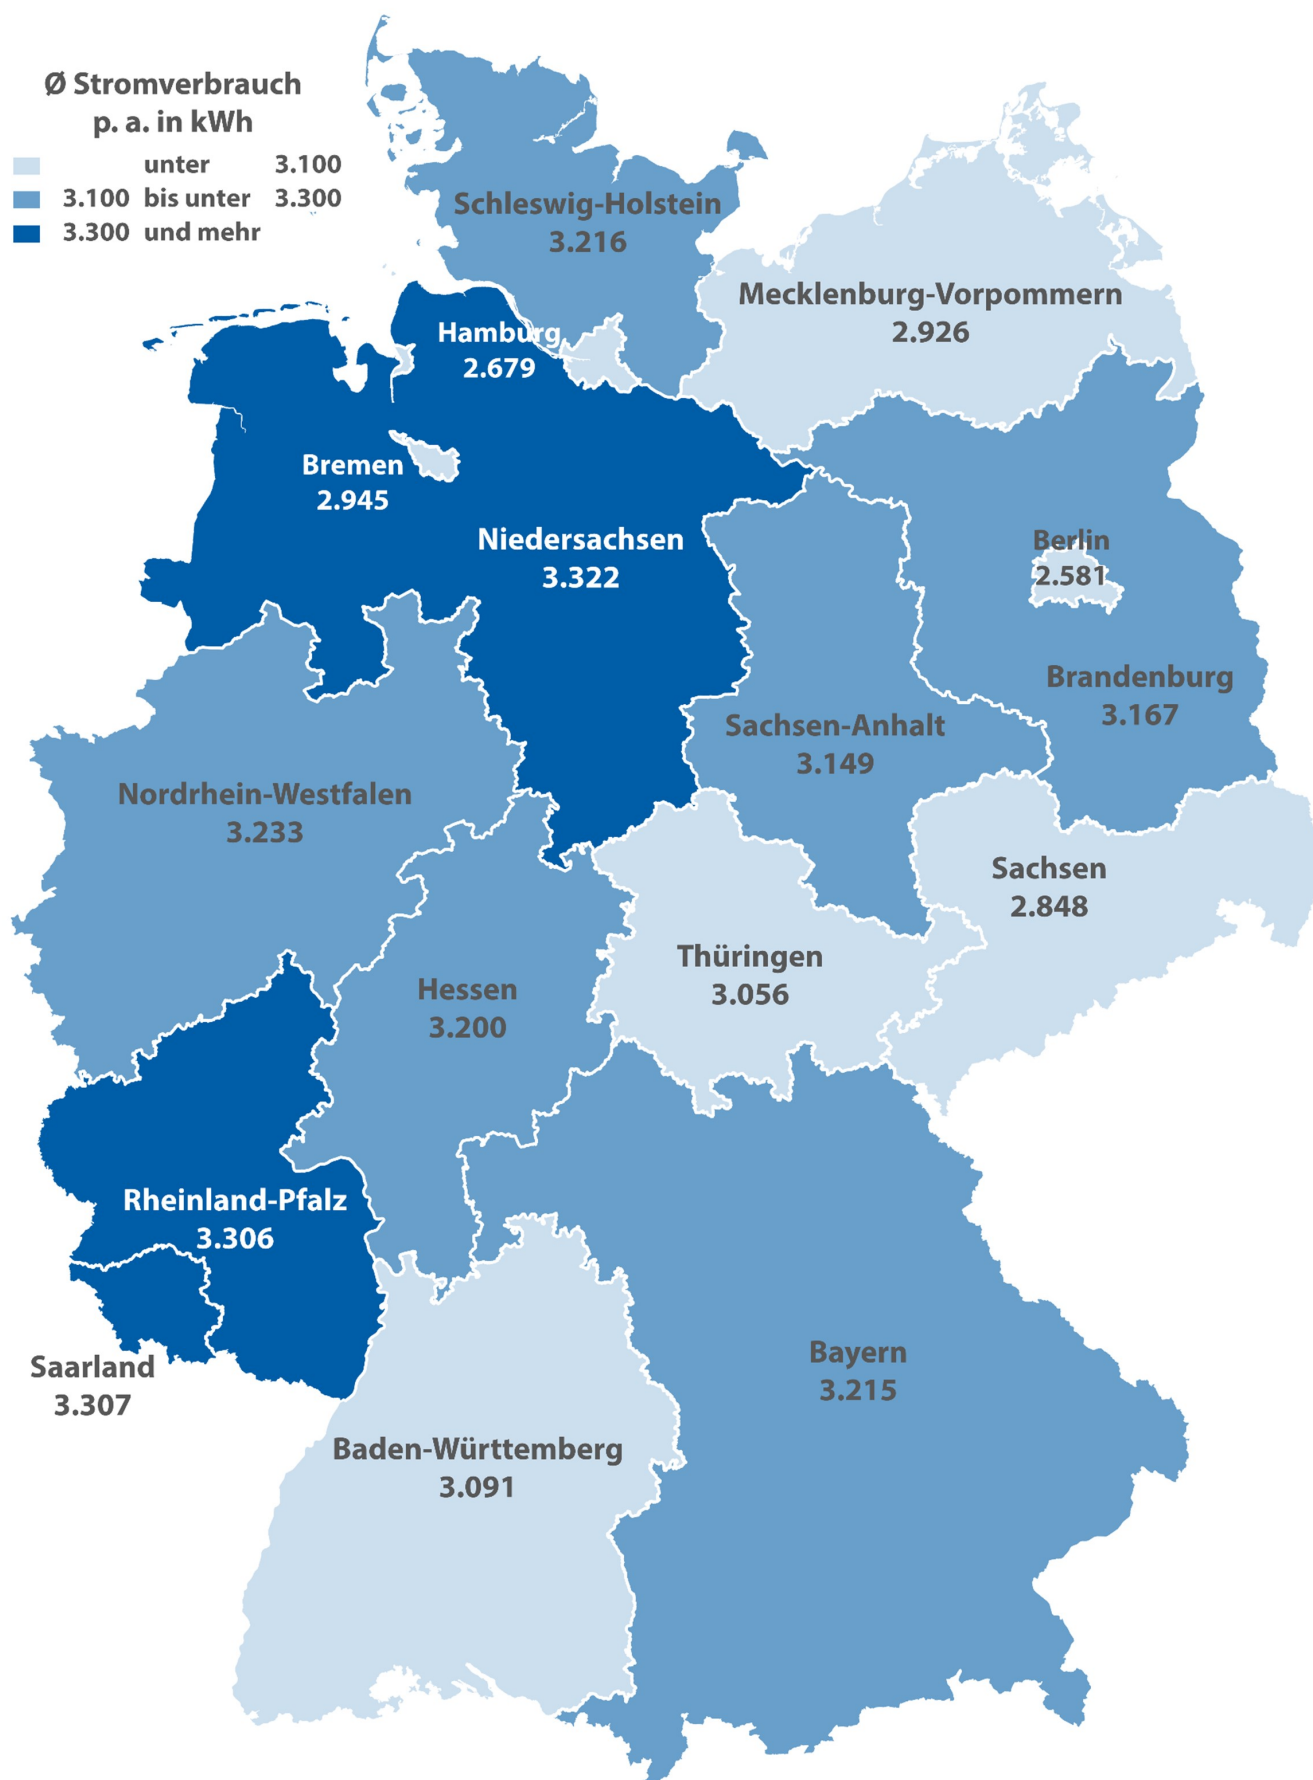 Ø Stromverbrauch
p. a. in kWh
unter 3.100
3.100 bis unter 3.300
3.300 und mehr
Schleswig-Holstein
3.216
Mecklenburg-Vorpommern
2.926
Hamburg
2.679
Bremen
2.945
Niedersachsen
3.322
Berlin
2.581
Brandenburg
3.167
Sachsen-Anhalt
3.149
Nordrhein-Westfalen
3.233
Sachsen
2.848
Thüringen
3.056
Hessen
3.200
Rheinland-Pfalz
3.306
Saarland
3.307
Bayern
3.215
Baden-Württemberg
3.091